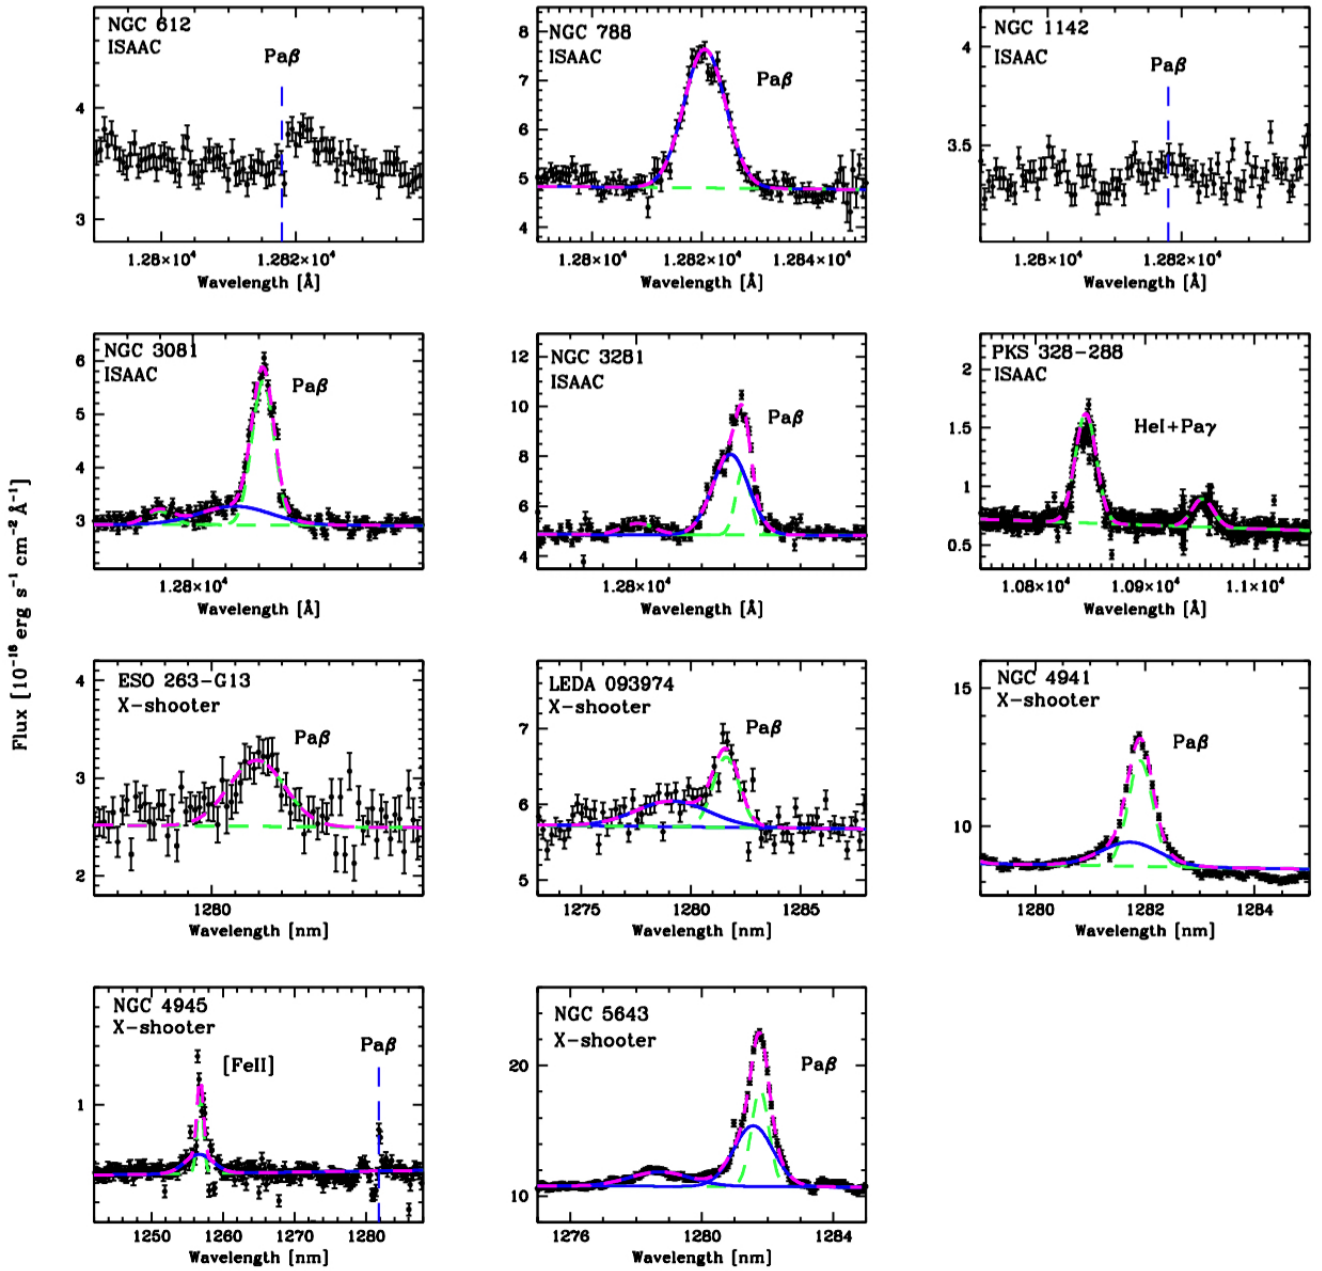 NGC 612
ISAAC
Paβ
4
3
1.28×10⁴ 1.282×10⁴
Wavelength [Å]
NGC 788
ISAAC
Paβ
8
7
6
5
4
1.28×10⁴ 1.282×10⁴ 1.284×10⁴
Wavelength [Å]
NGC 1142
ISAAC
Paβ
4
3.5
1.28×10⁴ 1.282×10⁴
Wavelength [Å]
NGC 3081
ISAAC
Paβ
6
5
4
3
1.28×10⁴
Wavelength [Å]
NGC 3281
ISAAC
Paβ
12
10
8
6
4
1.28×10⁴
Wavelength [Å]
PKS 328-288
ISAAC
HeI+Paγ
2
1.5
1
0.5
1.08×10⁴ 1.09×10⁴ 1.1×10⁴
Wavelength [Å]
Flux [10⁻¹⁶ erg s⁻¹ cm⁻² Å⁻¹]
ESO 263-G13
X-shooter
Paβ
4
3
2
1280
Wavelength [nm]
LEDA 093974
X-shooter
Paβ
7
6
5
1275 1280 1285
Wavelength [nm]
NGC 4941
X-shooter
Paβ
15
10
1280 1282 1284
Wavelength [nm]
NGC 4945
X-shooter
[FeII]
Paβ
1
1250 1260 1270 1280
Wavelength [nm]
NGC 5643
X-shooter
Paβ
20
10
1276 1280 1284
Wavelength [nm]